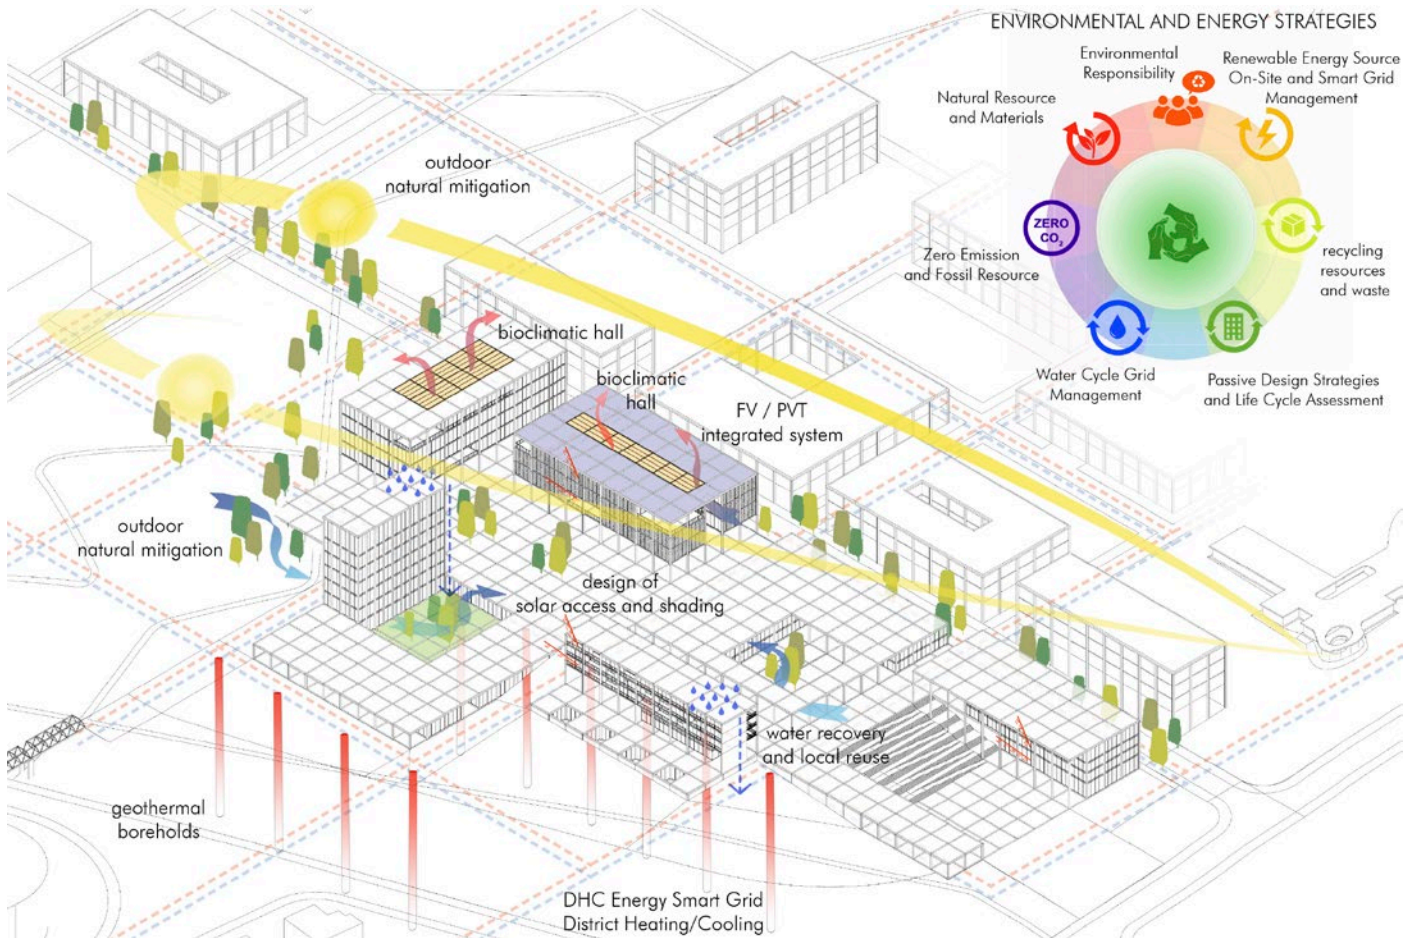 ENVIRONMENTAL AND ENERGY STRATEGIES
Environmental
Responsibility
Renewable Energy Source
On-Site and Smart Grid
Management
Natural Resource
and Materials
ZERO
CO2
Zero Emission
and Fossil Resource
recycling
resources
and waste
Water Cycle Grid
Management
Passive Design Strategies
and Life Cycle Assessment
outdoor
natural mitigation
bioclimatic hall
bioclimatic
hall
FV / PVT
integrated system
outdoor
natural mitigation
design of
solar access and shading
water recovery
and local reuse
geothermal
boreholds
DHC Energy Smart Grid
District Heating/Cooling